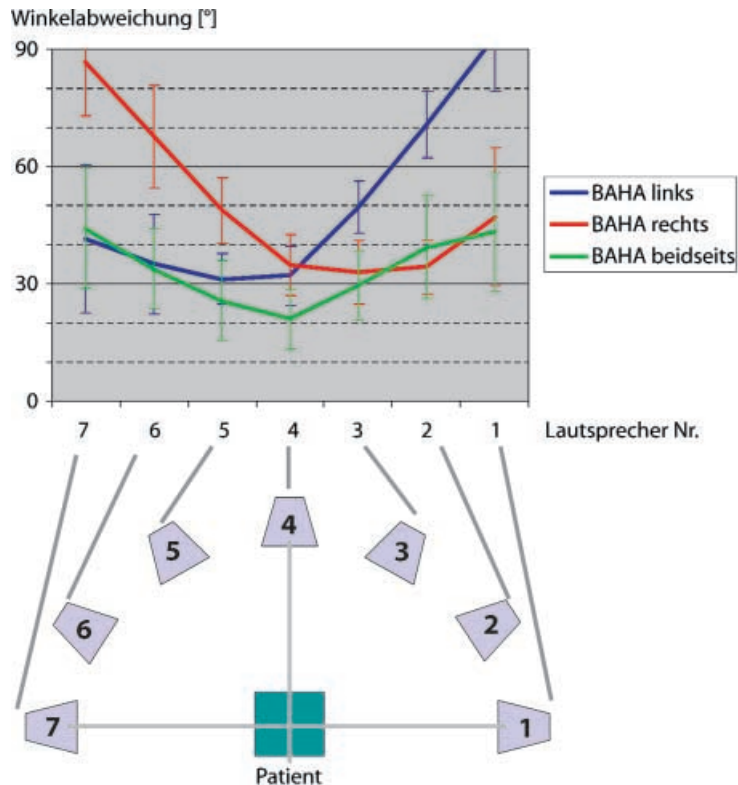 Winkelabweichung [°]
90
60
30
0
BAHA links
BAHA rechts
BAHA beidseits
7 6 5 4 3 2 1 Lautsprecher Nr.
4
5 3
6 2
7 1
Patient